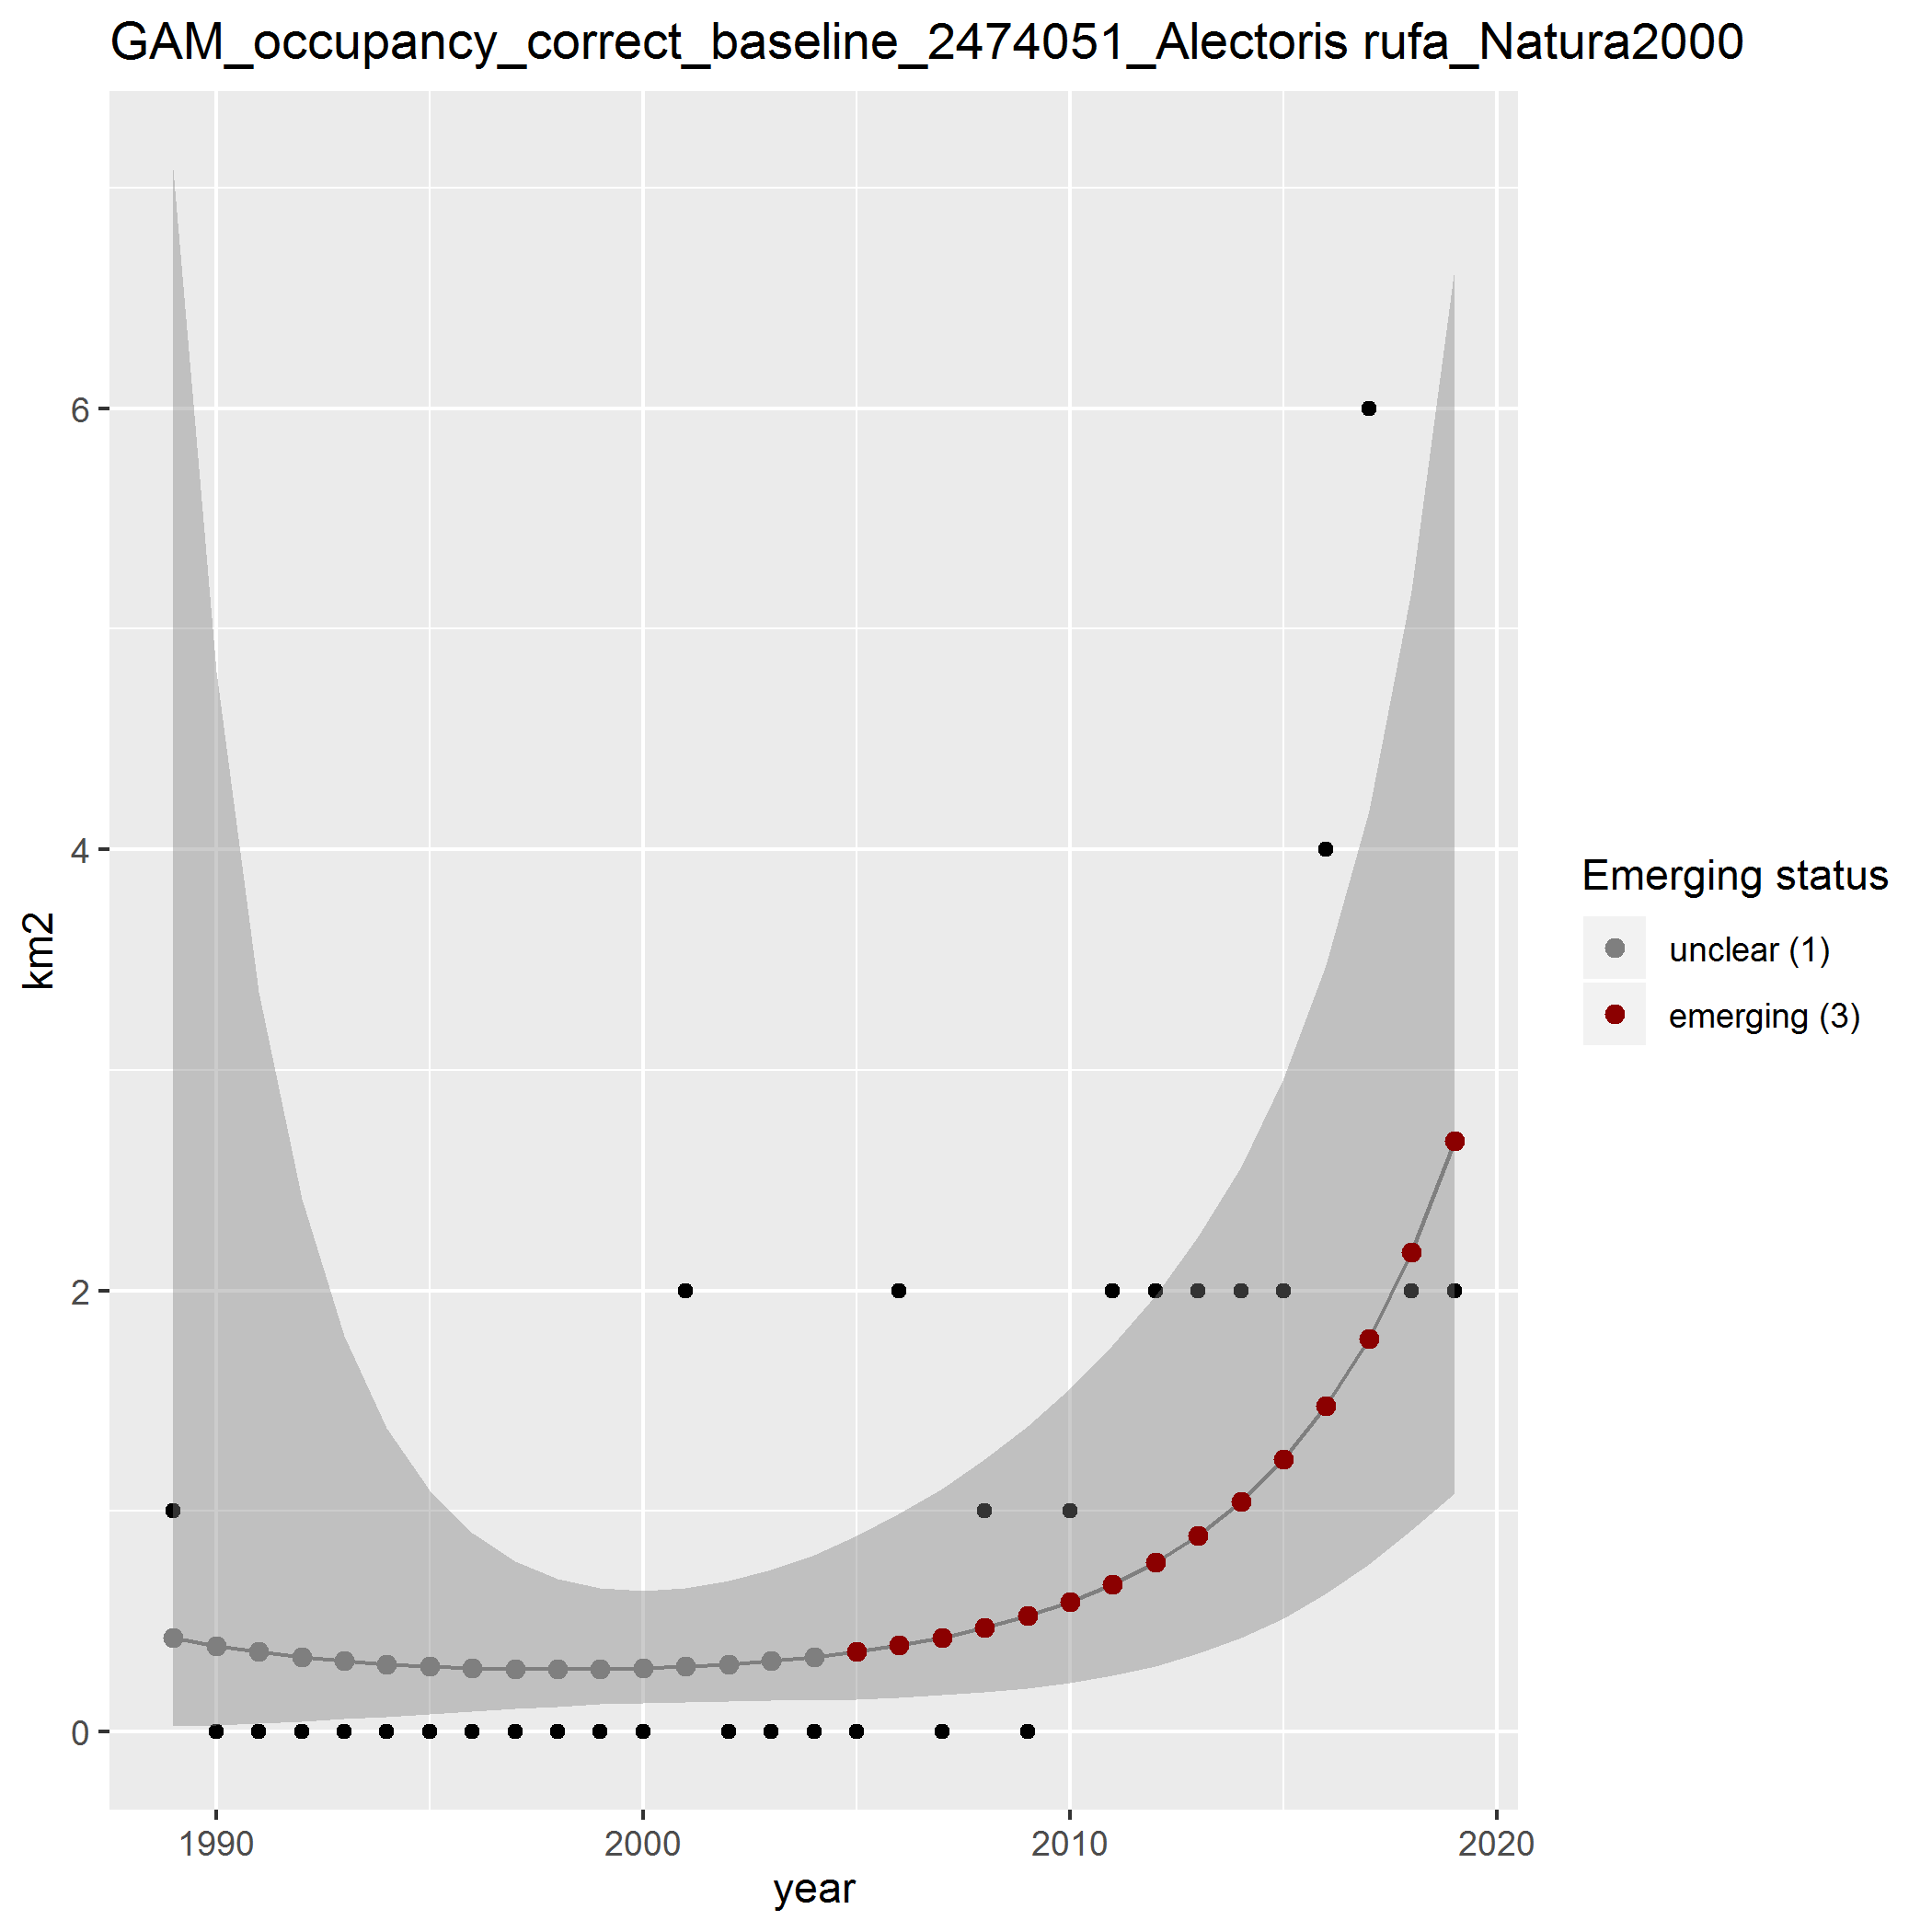 GAM_occupancy_correct_baseline_2474051_Alectoris rufa_Natura2000
km2
6
4
2
0
1990
2000
2010
2020
year
Emerging status
unclear (1)
emerging (3)